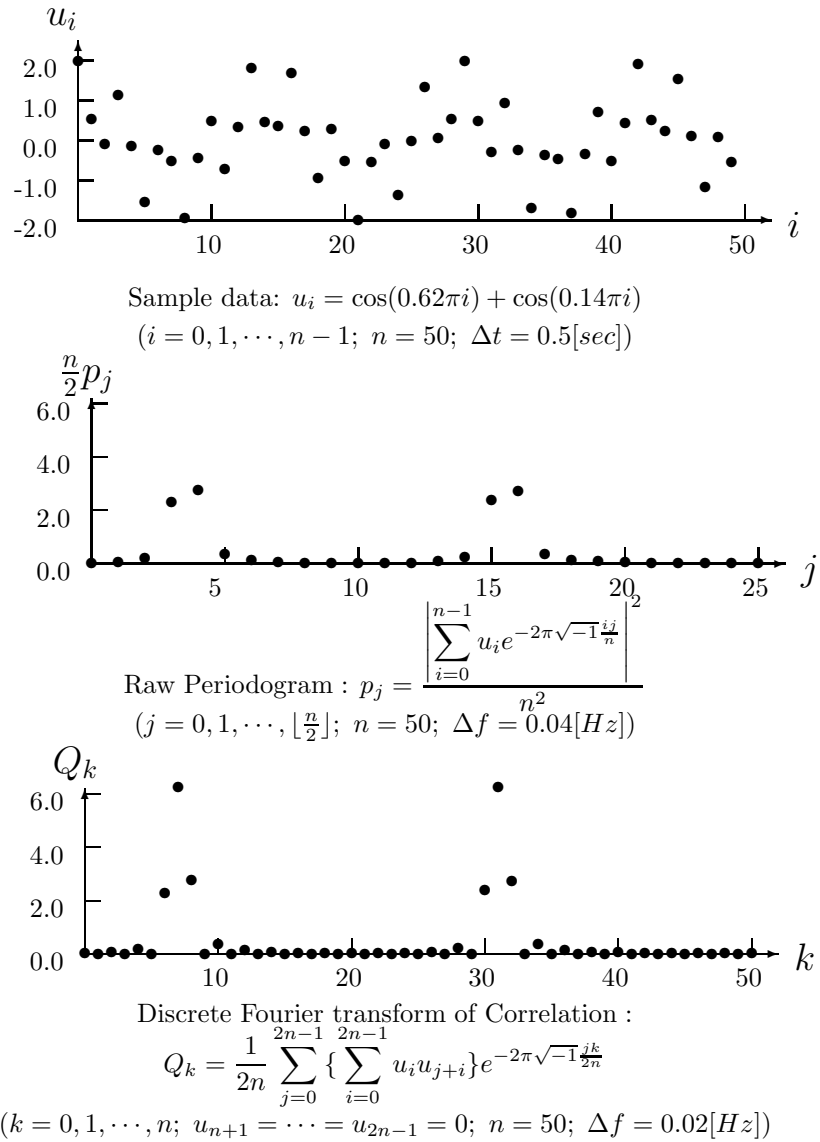 u_i
2.0
1.0
0.0
-1.0
-2.0
10 20 30 40 50 i
Sample data: u_i = cos(0.62πi) + cos(0.14πi)
(i = 0, 1, ⋯, n − 1; n = 50; Δt = 0.5[sec])
n/2 p_j
6.0
4.0
2.0
0.0
5 10 15 20 25 j
Raw Periodogram : p_j = |∑_{i=0}^{n−1} u_i e^{−2π√−1 ij/n}|^2 / n^2
(j = 0, 1, ⋯, ⌊n/2⌋; n = 50; Δf = 0.04[Hz])
Q_k
6.0
4.0
2.0
0.0
10 20 30 40 50 k
Discrete Fourier transform of Correlation :
Q_k = 1/2n ∑_{j=0}^{2n−1} {∑_{i=0}^{2n−1} u_i u_{j+i}} e^{−2π√−1 jk/2n}
(k = 0, 1, ⋯, n; u_{n+1} = ⋯ = u_{2n−1} = 0; n = 50; Δf = 0.02[Hz])